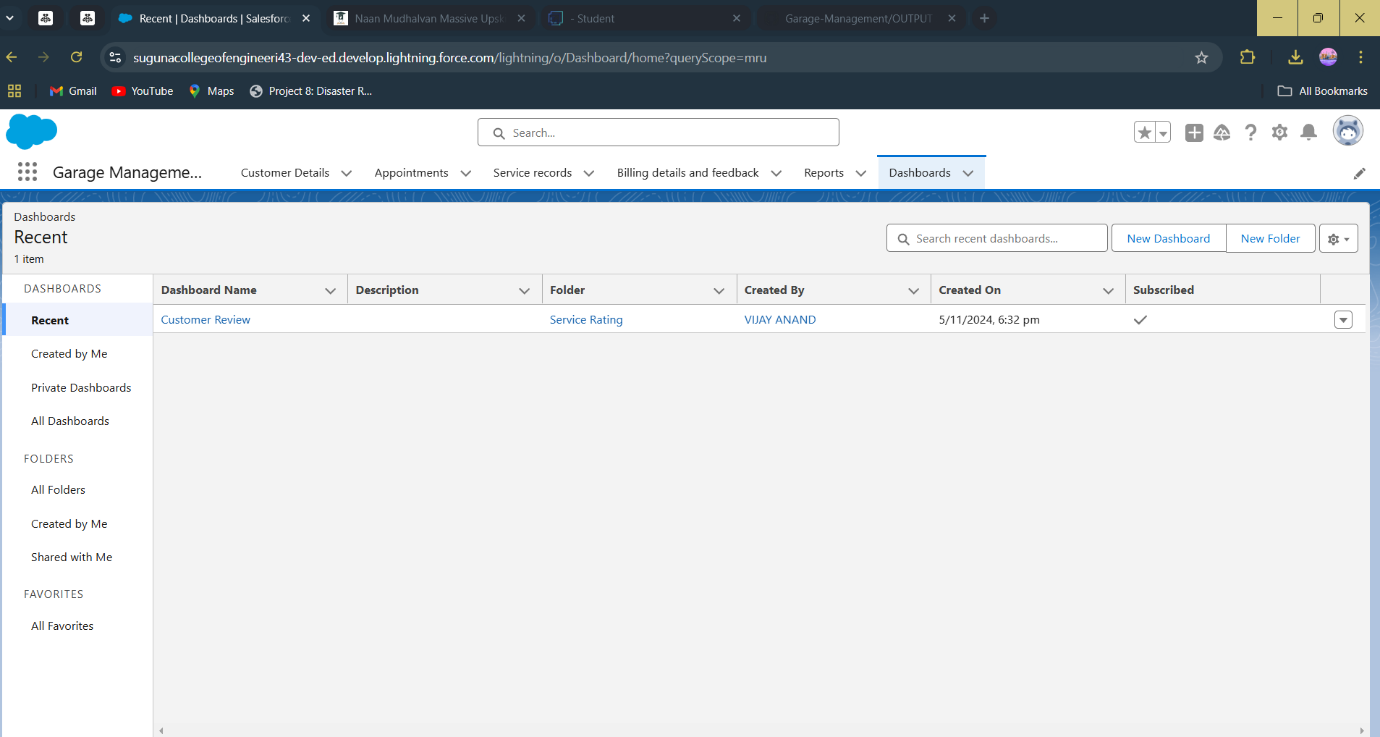 Recent | Dashboards | Salesforc
Naan Mudhalvan Massive Upsk
- Student
Garage-Management/OUTPUT
sugunacollegeofengineeri43-dev-ed.develop.lightning.force.com/lightning/o/Dashboard/home?queryScope=mru
Gmail
YouTube
Maps
Project 8: Disaster R...
All Bookmarks
Search...
Garage Manageme...
Customer Details
Appointments
Service records
Billing details and feedback
Reports
Dashboards
Dashboards
Recent
1 item
Search recent dashboards...
New Dashboard
New Folder
DASHBOARDS
Recent
Created by Me
Private Dashboards
All Dashboards
FOLDERS
All Folders
Created by Me
Shared with Me
FAVORITES
All Favorites
Dashboard Name Description Folder Created By Created On Subscribed
Customer Review Service Rating VIJAY ANAND 5/11/2024, 6:32 pm